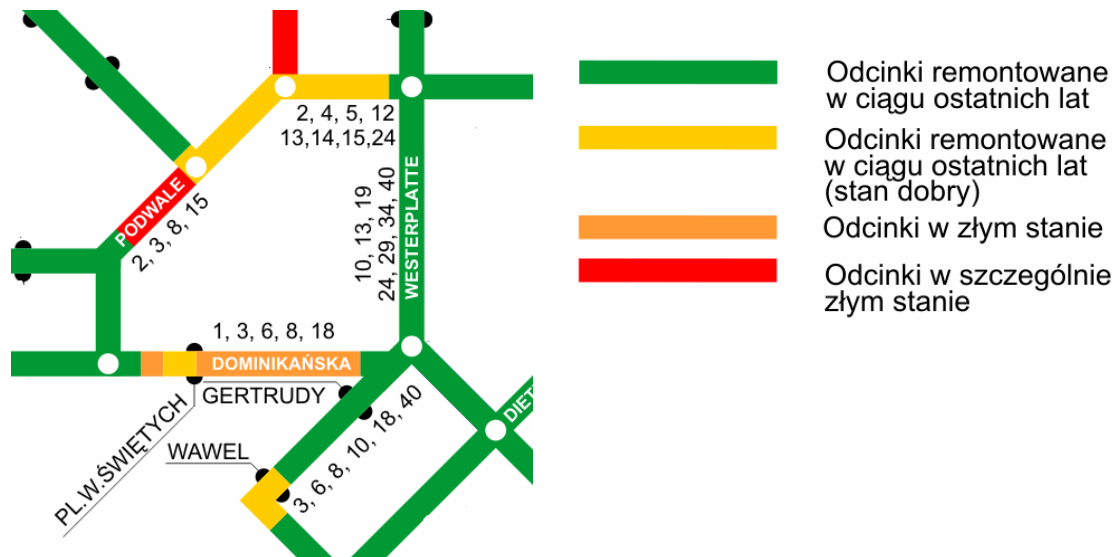 2, 4, 5, 12
13,14,15,24
PODWALE
2, 3, 8, 15
WESTERPLATTE
10, 13, 19
24, 29, 34, 40
1, 3, 6, 8, 18
DOMINIKAŃSKA
GERTRUDY
PL.W.ŚWIĘTYCH
WAWEL
3, 6, 8, 10, 18, 40
Odcinki remontowane
w ciągu ostatnich lat
Odcinki remontowane
w ciągu ostatnich lat
(stan dobry)
Odcinki w złym stanie
Odcinki w szczególnie
złym stanie